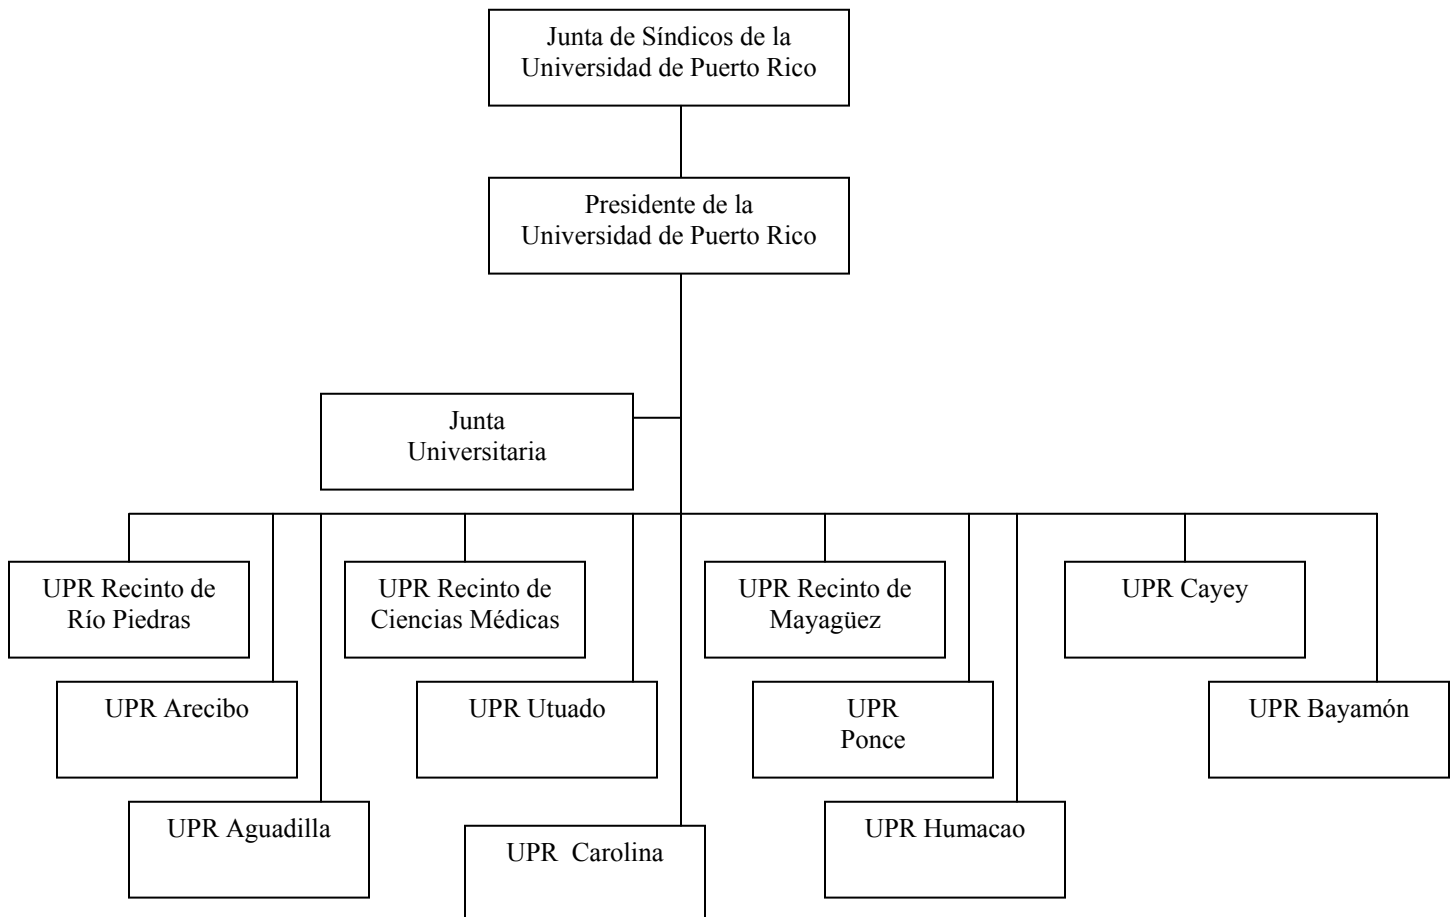 Junta de Síndicos de la
Universidad de Puerto Rico
Presidente de la
Universidad de Puerto Rico
Junta
Universitaria
UPR Recinto de
Río Piedras
UPR Recinto de
Ciencias Médicas
UPR Recinto de
Mayagüez
UPR Cayey
UPR Arecibo
UPR Utuado
UPR
Ponce
UPR Bayamón
UPR Aguadilla
UPR Carolina
UPR Humacao